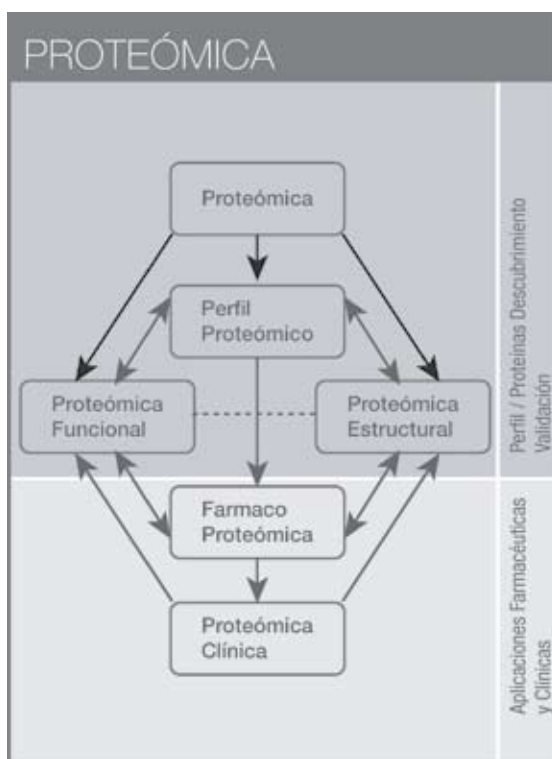 PROTEÓMICA
Proteómica
Perfil
Proteómico
Proteómica
Funcional
Proteómica
Estructural
Farmaco
Proteómica
Proteómica
Clínica
Perfil / Proteínas Descubrimiento
Validación
Aplicaciones Farmacéuticas
y Clínicas